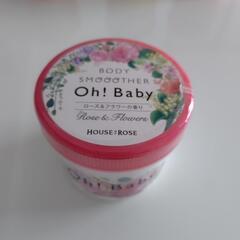 BODY
SMOOOTHER
Oh! Baby
ローズ&フラワーの香り
Rose & Flowers
HOUSE OF ROSE
Oh! Baby